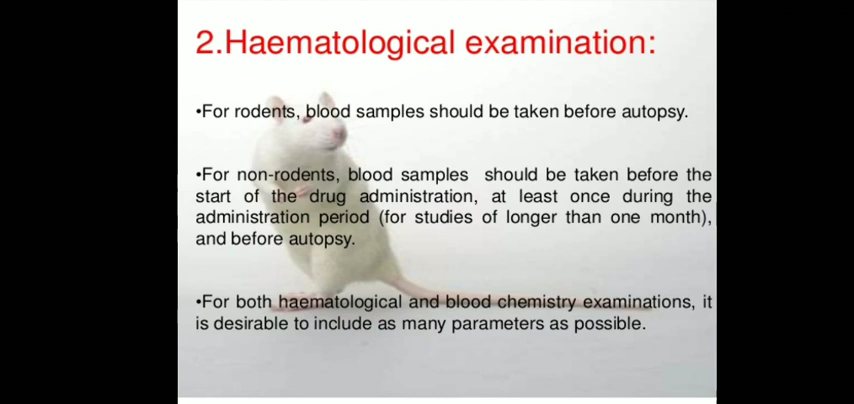 2.Haematological examination:
•For rodents, blood samples should be taken before autopsy.
•For non-rodents, blood samples should be taken before the
start of the drug administration, at least once during the
administration period (for studies of longer than one month),
and before autopsy.
•For both haematological and blood chemistry examinations, it
is desirable to include as many parameters as possible.